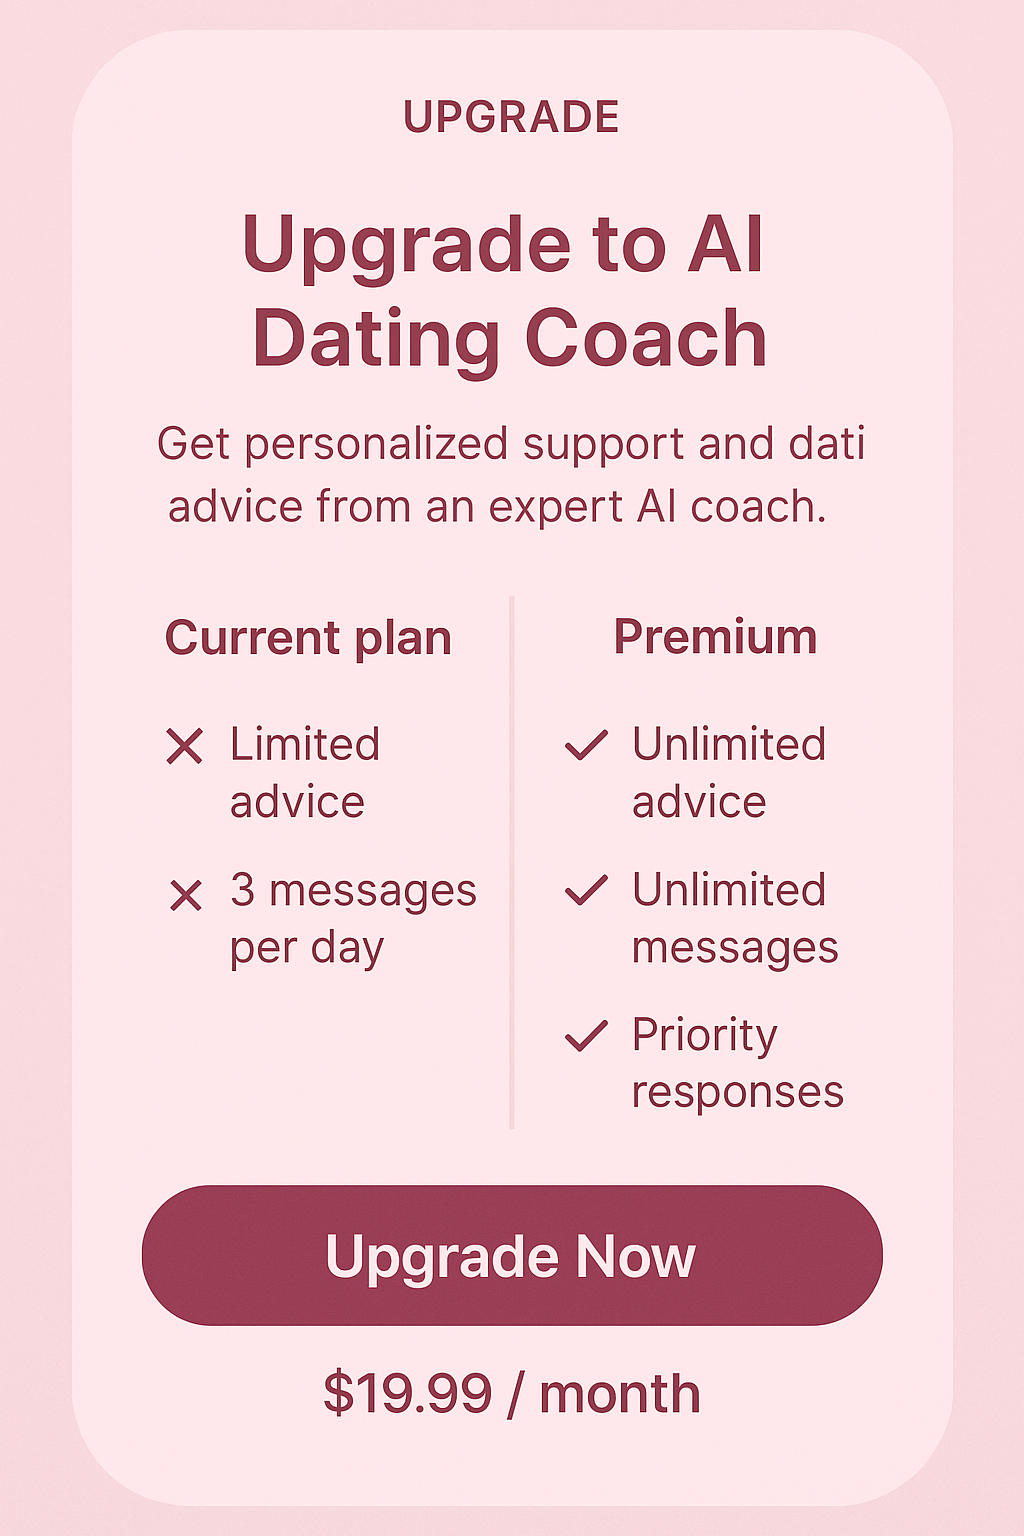 UPGRADE
Upgrade to AI
Dating Coach
Get personalized support and dati
advice from an expert AI coach.
Current plan
Limited
advice
3 messages
per day
Premium
Unlimited
advice
Unlimited
messages
Priority
responses
Upgrade Now
$19.99 / month